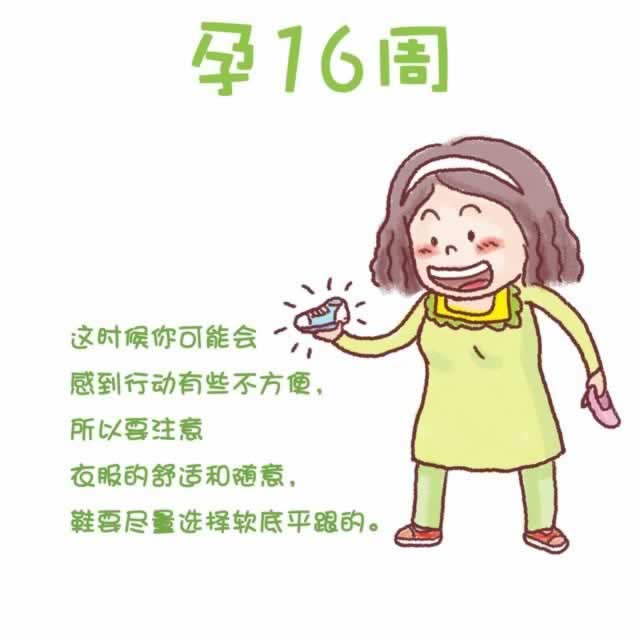 孕16周
这时候你可能会
感到行动有些不方便，
所以要注意
衣服的舒适和随意，
鞋要尽量选择软底平跟的。